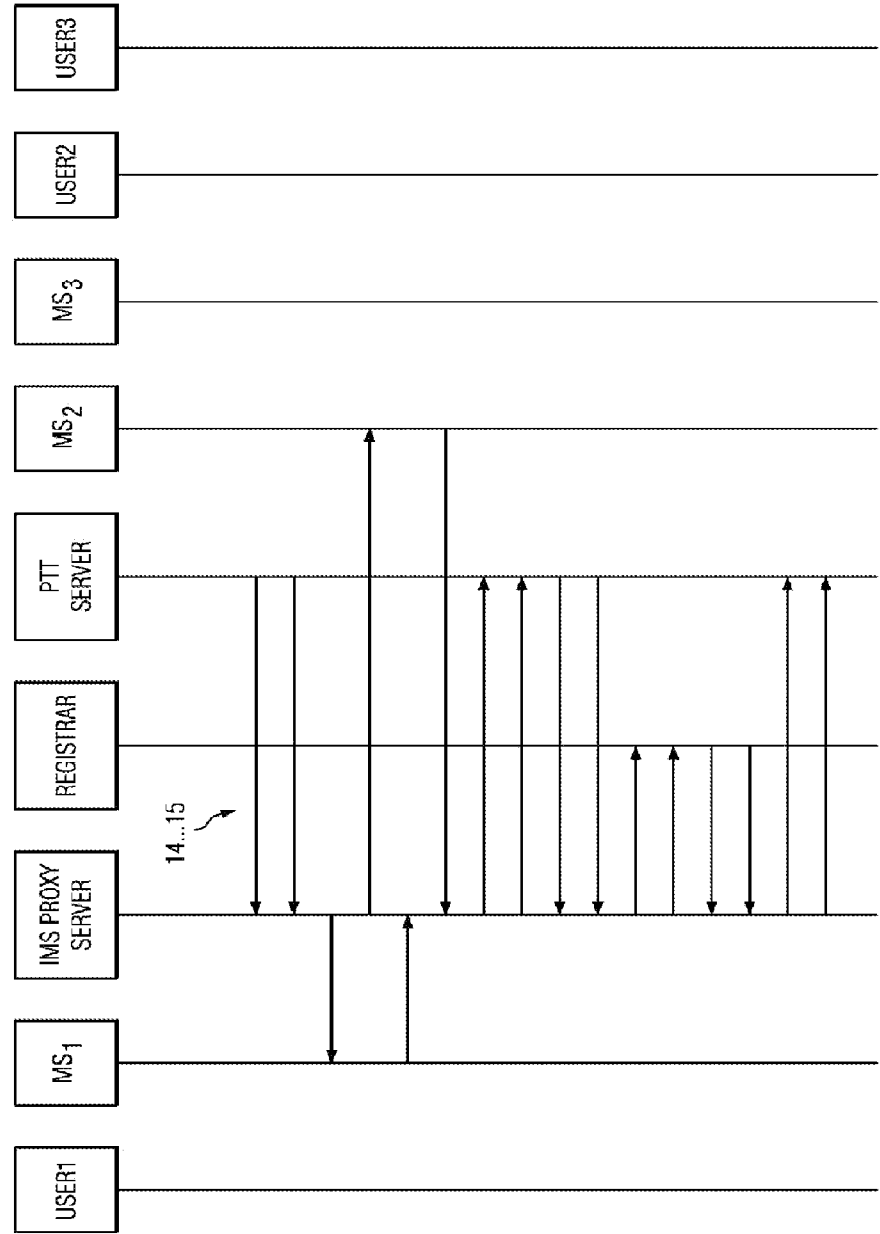 USER1
MS1
IMS PROXY
SERVER
REGISTRAR
PTT
SERVER
MS2
MS3
USER2
USER3
14...15